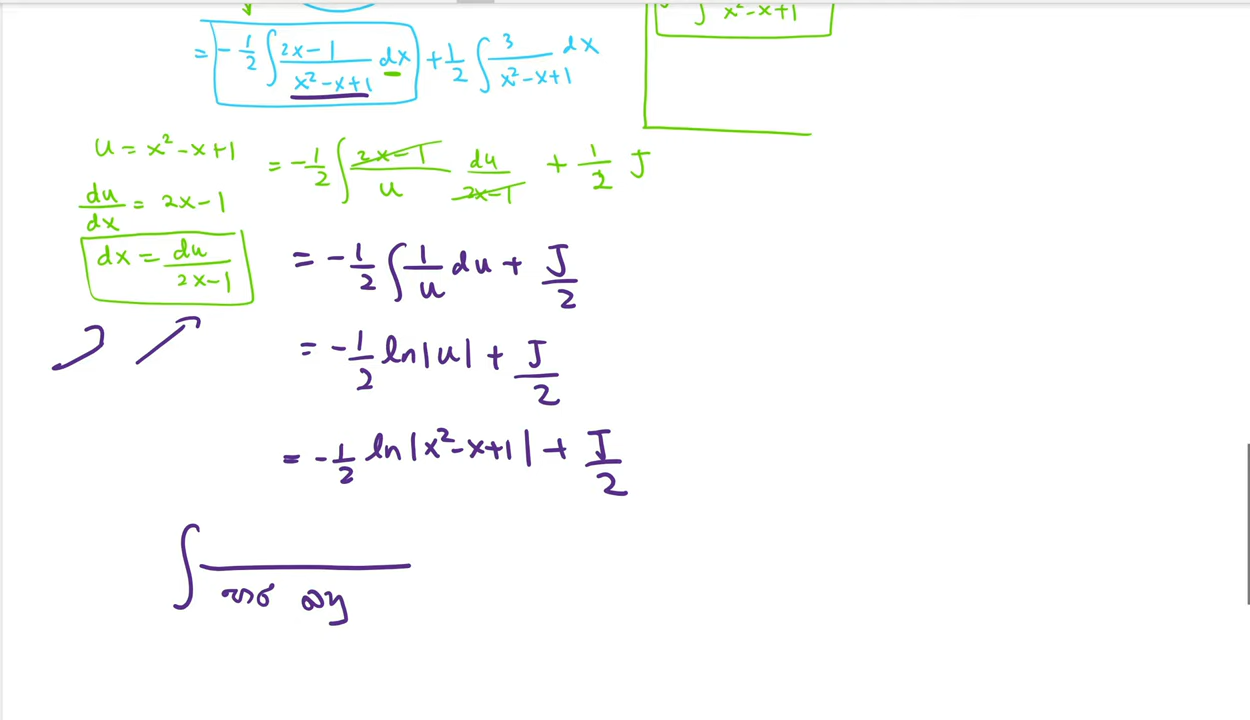 ∫ x²-x+1
= -1/2 ∫ (2x-1)/(x²-x+1) dx + 1/2 ∫ 3/(x²-x+1) dx
u = x²-x+1
= -1/2 ∫ (2x-1)/u du/(2x-1) + 1/2 J
du/dx = 2x-1
dx = du/(2x-1)
= -1/2 ∫ 1/u du + J/2
= -1/2 ln|u| + J/2
= -1/2 ln|x²-x+1| + J/2
∫